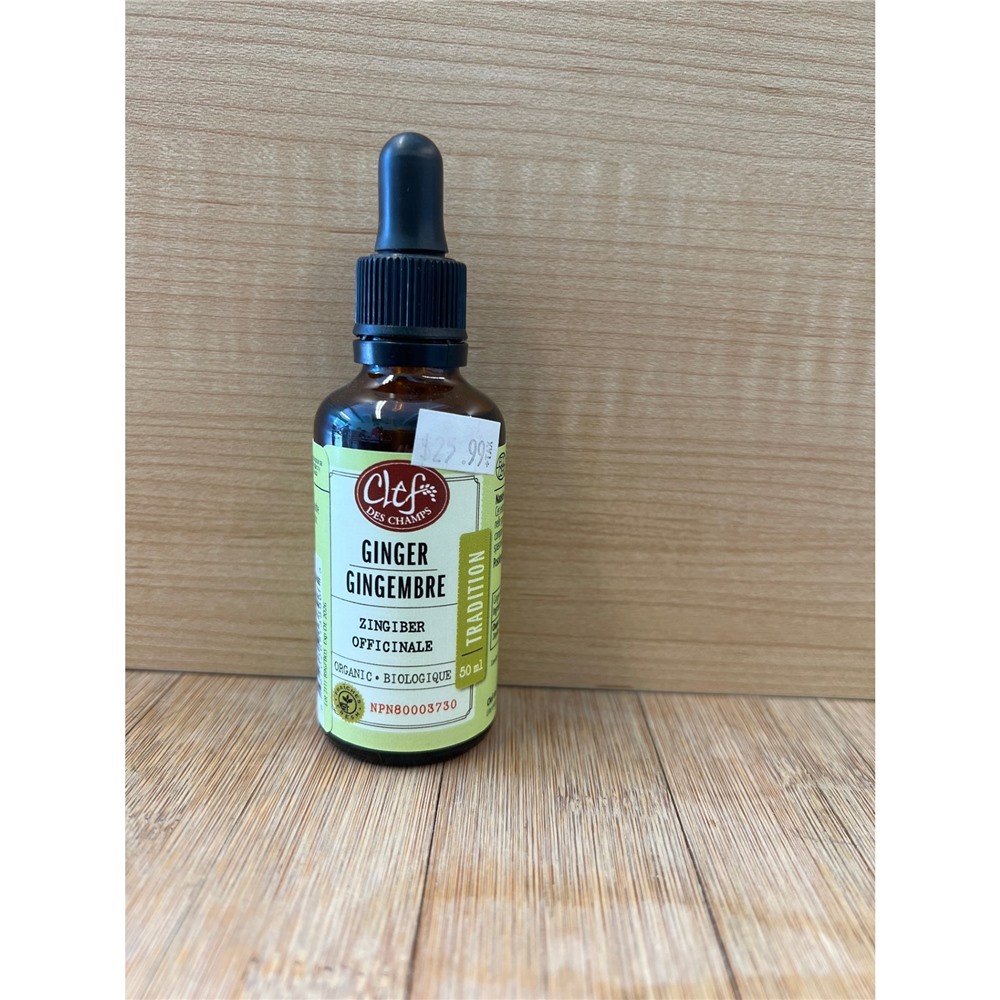 $25.99
Clef
DES CHAMPS
GINGER
GINGEMBRE
ZINGIBER
OFFICINALE
ORGANIC • BIOLOGIQUE
NPN80003730
TRADITION
50 ml